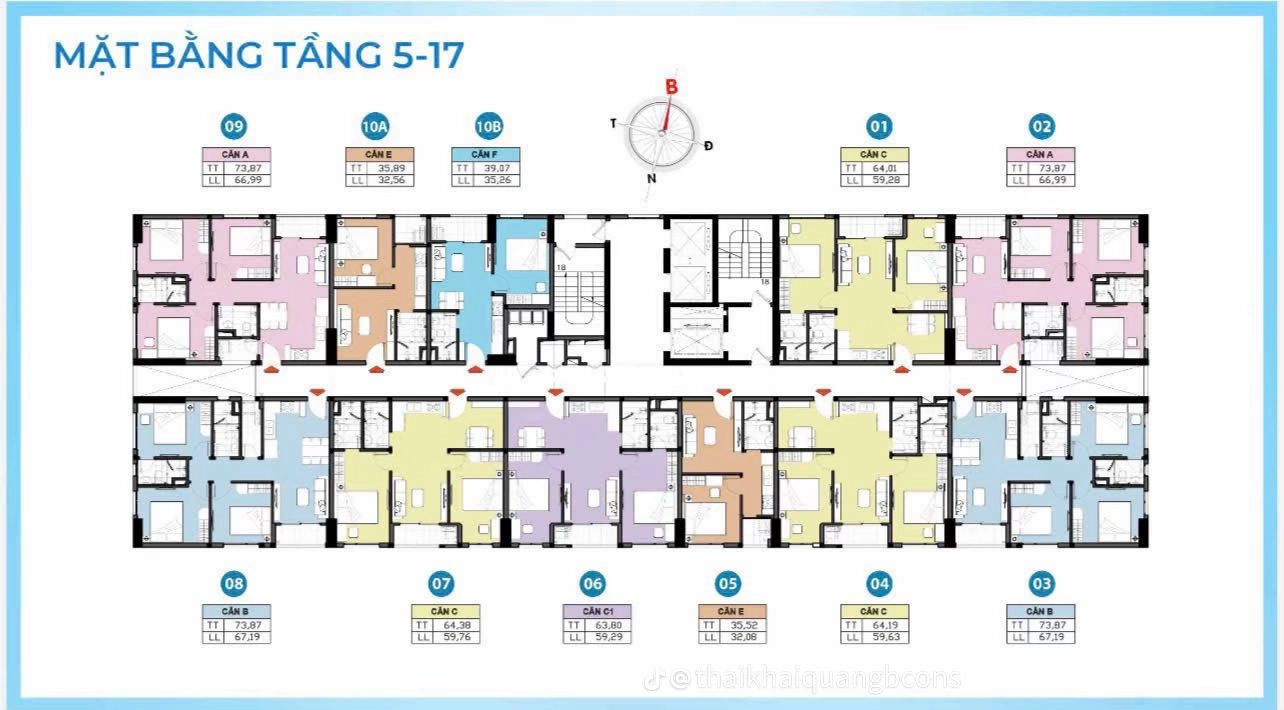 MẶT BẰNG TẦNG 5-17
B
T
Đ
N
09
CĂN A
TT 73,87
LL 66,99
10A
CĂN E
TT 35,89
LL 32,56
10B
CĂN F
TT 39,07
LL 35,26
01
CĂN C
TT 64,01
LL 59,28
02
CĂN A
TT 73,87
LL 66,99
18
18
08
CĂN B
TT 73,87
LL 67,19
07
CĂN C
TT 64,38
LL 59,76
06
CĂN C1
TT 63,80
LL 59,29
05
CĂN E
TT 35,52
LL 32,08
04
CĂN C
TT 64,19
LL 59,63
03
CĂN B
TT 73,87
LL 67,19
@thaikhaiquangbcons